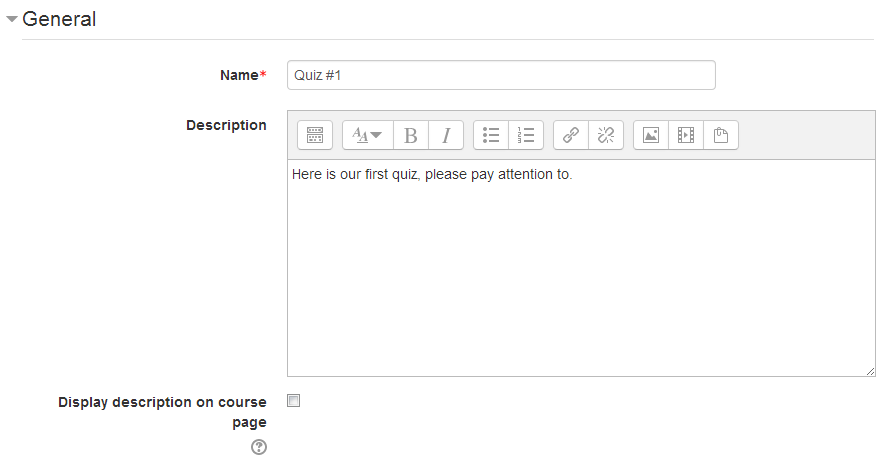 General
Name*
Quiz #1
Description
Here is our first quiz, please pay attention to.
Display description on course
page